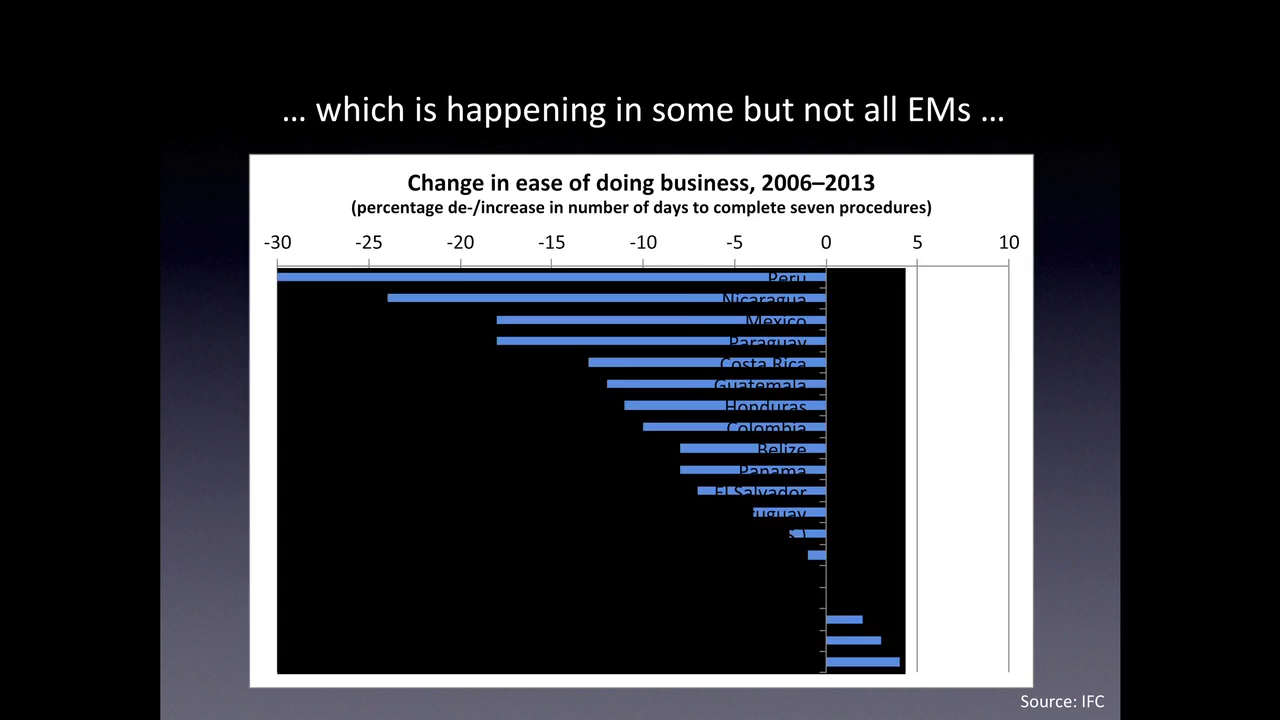 … which is happening in some but not all EMs …
Change in ease of doing business, 2006–2013
(percentage de-/increase in number of days to complete seven procedures)
-30 -25 -20 -15 -10 -5 0 5 10
Peru
Nicaragua
Mexico
Paraguay
Costa Rica
Guatemala
Honduras
Colombia
Belize
Panama
El Salvador
uguay
s )
Source: IFC